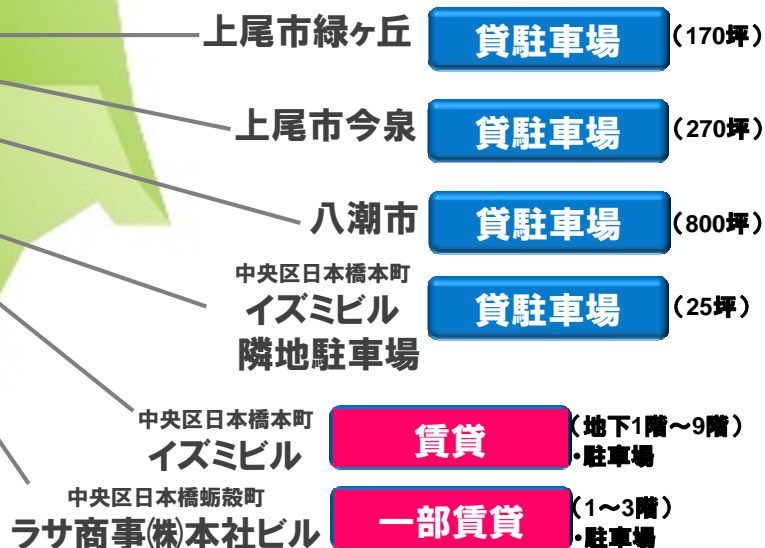 上尾市緑ヶ丘 貸駐車場 (170坪)
上尾市今泉 貸駐車場 (270坪)
八潮市 貸駐車場 (800坪)
中央区日本橋本町
イズミビル 貸駐車場 (25坪)
隣地駐車場
中央区日本橋本町
イズミビル 賃貸 (地下1階～9階)
・駐車場
中央区日本橋蛎殻町
ラサ商事㈱本社ビル 一部賃貸 (1～3階)
・駐車場